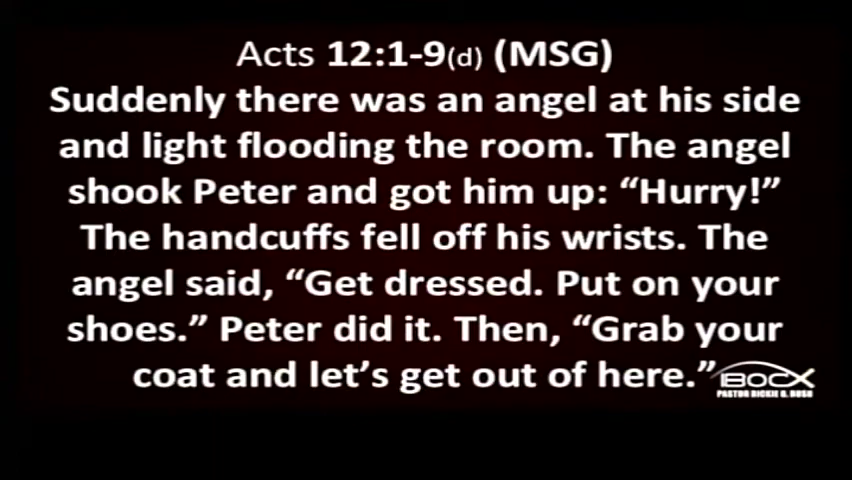 Acts 12:1-9(d) (MSG)
Suddenly there was an angel at his side
and light flooding the room. The angel
shook Peter and got him up: “Hurry!”
The handcuffs fell off his wrists. The
angel said, “Get dressed. Put on your
shoes.” Peter did it. Then, “Grab your
coat and let’s get out of here.”
IBOCX
PASTOR RICKIE G. RUSH